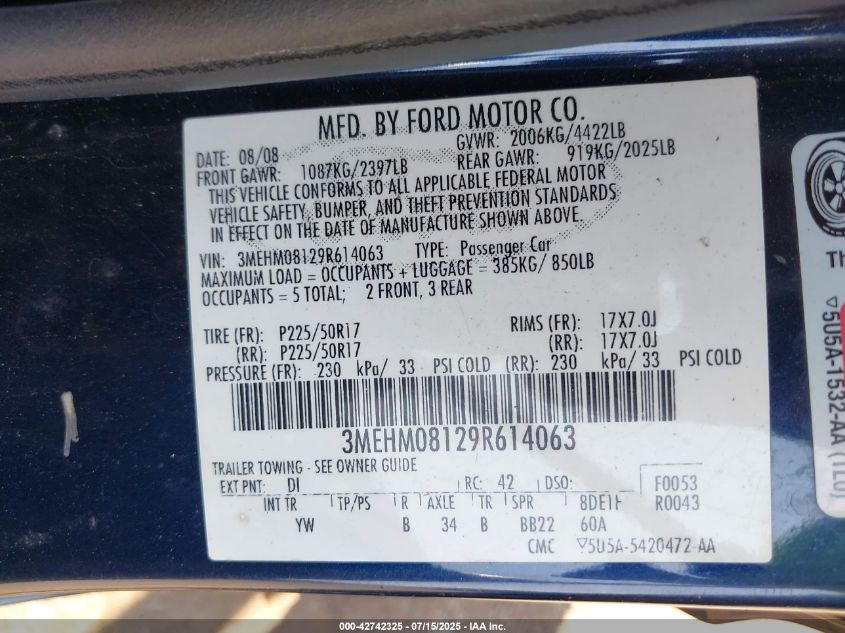 MFD. BY FORD MOTOR CO.
DATE: 08/08 GVWR: 2006KG/4422LB
FRONT GAWR: 1087KG/2397LB REAR GAWR: 919KG/2025LB
THIS VEHICLE CONFORMS TO ALL APPLICABLE FEDERAL MOTOR
VEHICLE SAFETY, BUMPER, AND THEFT PREVENTION STANDARDS
IN EFFECT ON THE DATE OF MANUFACTURE SHOWN ABOVE.
VIN: 3MEHM08129R614063 TYPE: Passenger Car
MAXIMUM LOAD = OCCUPANTS + LUGGAGE = 385KG/ 850LB
OCCUPANTS = 5 TOTAL; 2 FRONT, 3 REAR
TIRE (FR): P225/50R17 RIMS (FR): 17X7.0J
(RR): P225/50R17 (RR): 17X7.0J
PRESSURE (FR): 230 kPa/ 33 PSI COLD (RR): 230 kPa/ 33 PSI COLD
3MEHM08129R614063
TRAILER TOWING - SEE OWNER GUIDE
EXT PNT: DI RC: 42 DSO: F0053
INT TR TP/PS R AXLE TR SPR 8DE1F R0043
YW B 34 B BB22 60A
CMC ▽5U5A-5420472-AA
Th
▽5U5A-1532-AA (TL0)
000-42742325 - 07/15/2025 - IAA Inc.